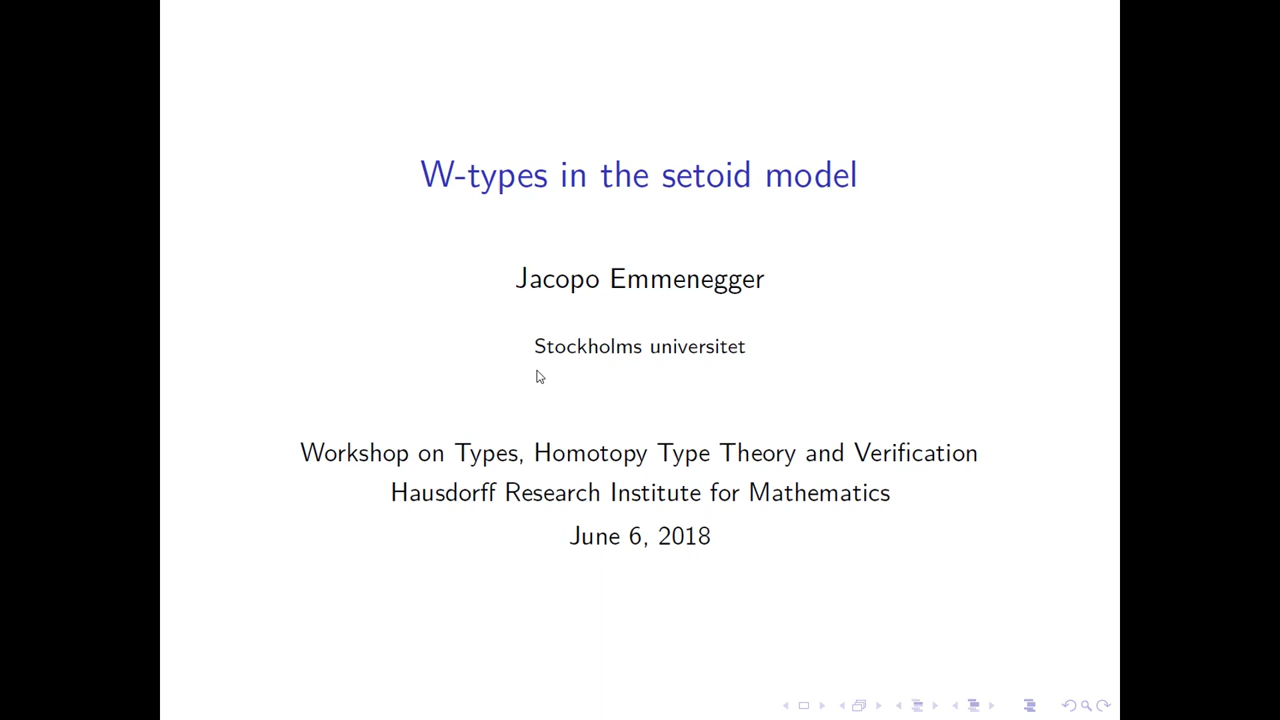 W-types in the setoid model
Jacopo Emmenegger
Stockholms universitet
Workshop on Types, Homotopy Type Theory and Verification
Hausdorff Research Institute for Mathematics
June 6, 2018